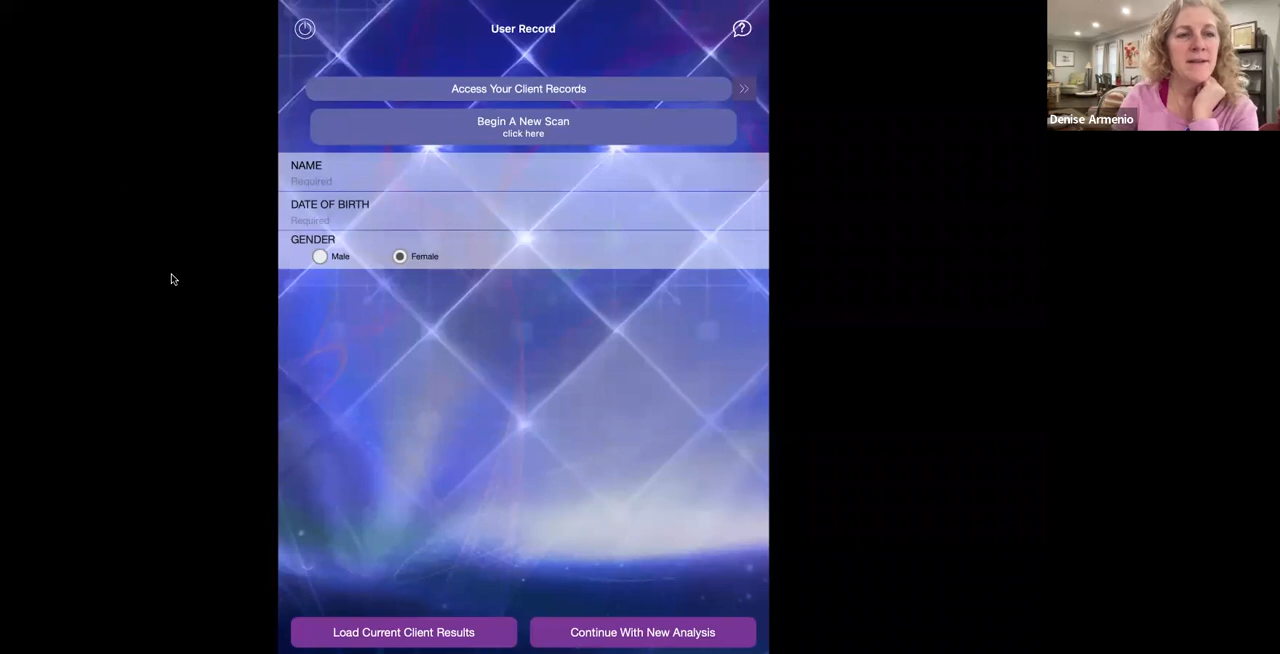 User Record
Access Your Client Records
Begin A New Scan
click here
NAME
Required
DATE OF BIRTH
Required
GENDER
Male Female
Load Current Client Results Continue With New Analysis
Denise Armenio